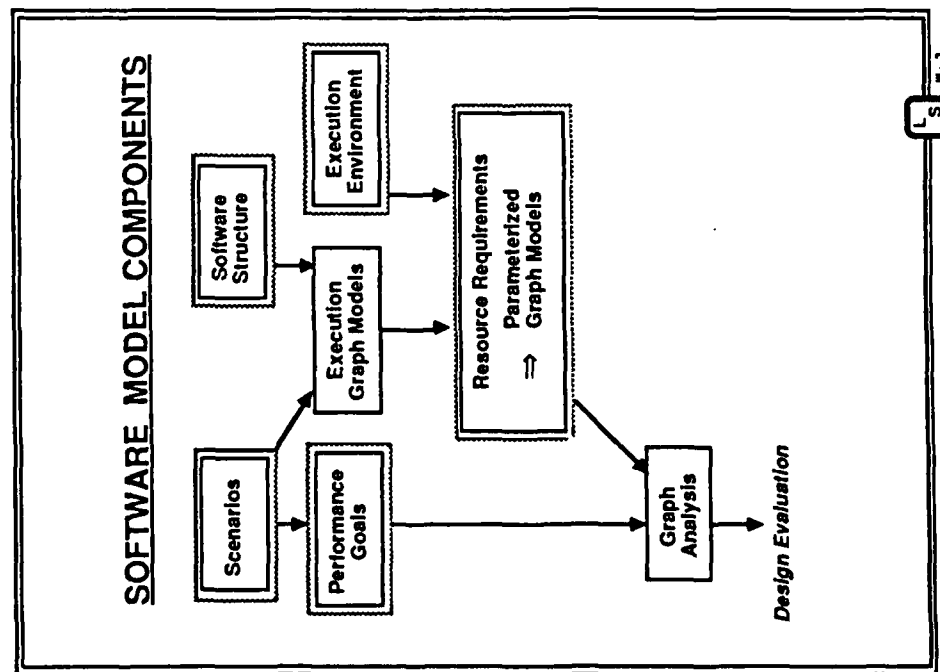 SOFTWARE MODEL COMPONENTS
Scenarios
Software
Structure
Performance
Goals
Execution
Graph Models
Execution
Environment
Resource Requirements
⇒ Parameterized
Graph Models
Graph
Analysis
Design Evaluation
L
S